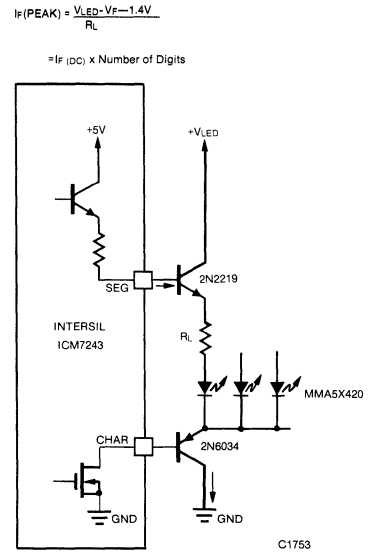 IF(PEAK) = VLED-VF—1.4V
RL
=IF (DC) x Number of Digits
+5V
+VLED
SEG
2N2219
INTERSIL
ICM7243
RL
MMA5X420
CHAR
2N6034
GND
GND
C1753